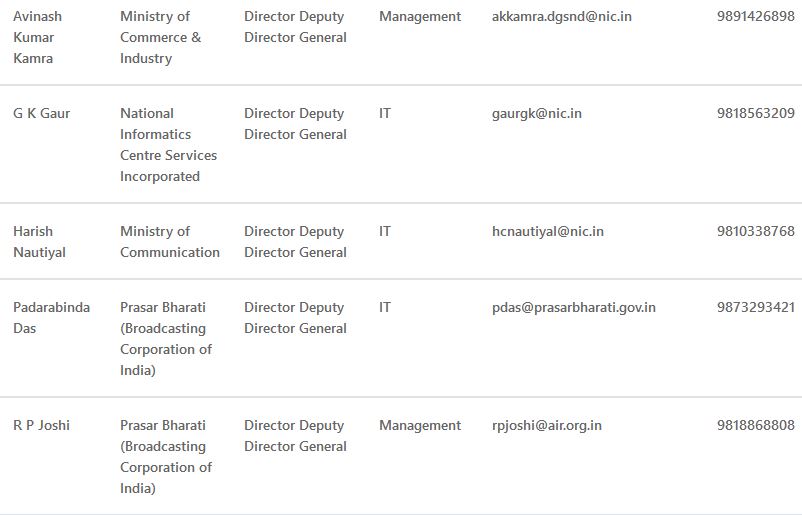 Avinash Ministry of Director Deputy Management akkamra.dgsnd@nic.in 9891426898
Kumar Commerce & Director General
Kamra Industry
G K Gaur National Director Deputy IT gaurgk@nic.in 9818563209
Informatics Director General
Centre Services
Incorporated
Harish Ministry of Director Deputy IT hcnautiyal@nic.in 9810338768
Nautiyal Communication Director General
Padarabinda Prasar Bharati Director Deputy IT pdas@prasarbharati.gov.in 9873293421
Das (Broadcasting Director General
Corporation of
India)
R P Joshi Prasar Bharati Director Deputy Management rpjoshi@air.org.in 9818868808
(Broadcasting Director General
Corporation of
India)